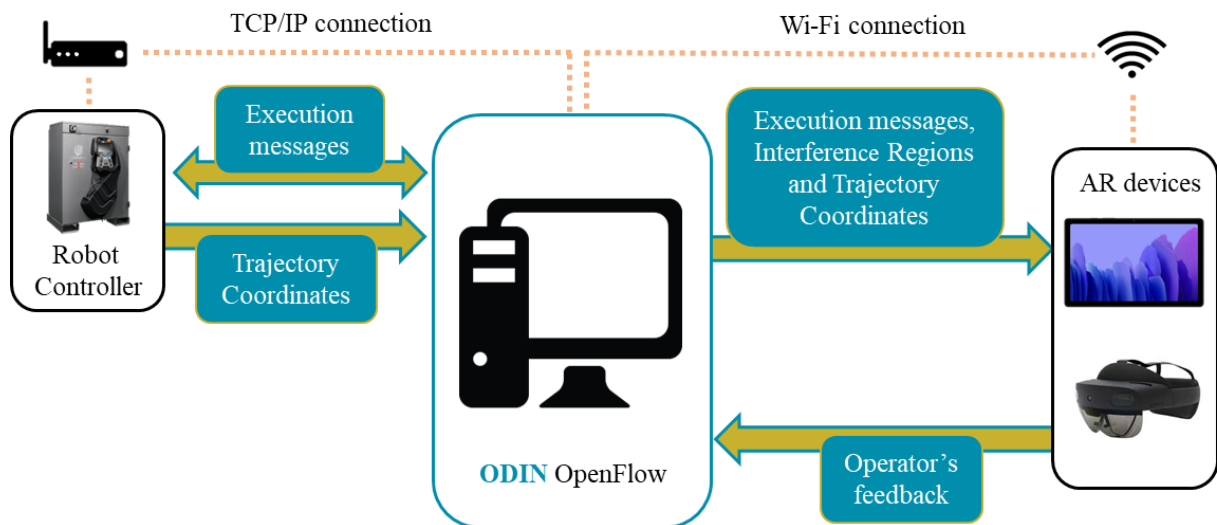 TCP/IP connection
Wi-Fi connection
Execution
messages
Execution messages,
Interference Regions
and Trajectory
Coordinates
AR devices
Robot
Controller
Trajectory
Coordinates
ODIN OpenFlow
Operator’s
feedback